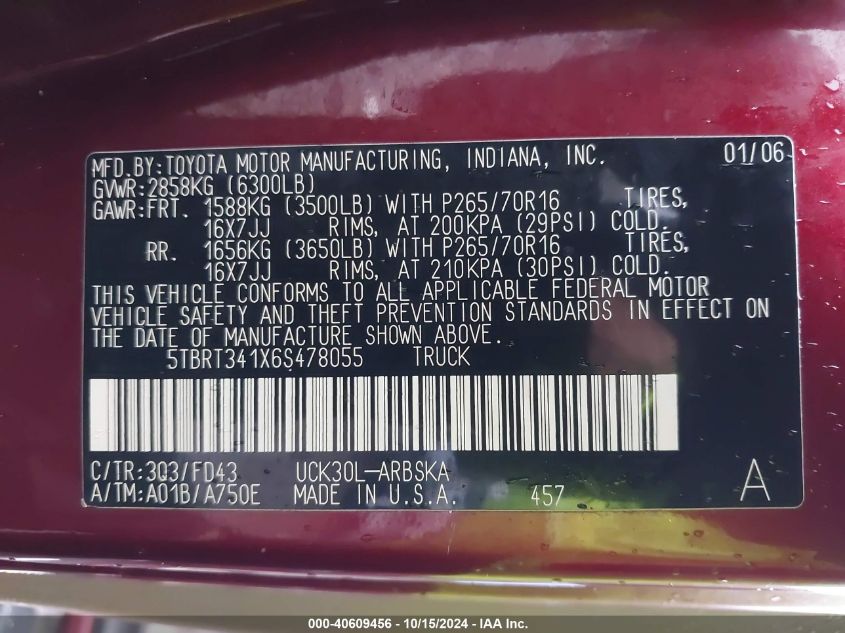 MFD. BY: TOYOTA MOTOR MANUFACTURING, INDIANA, INC. 01/06
GVWR: 2858KG (6300LB)
GAWR: FRT. 1588KG (3500LB) WITH P265/70R16 TIRES,
16X7JJ RIMS, AT 200KPA (29PSI) COLD.
RR. 1656KG (3650LB) WITH P265/70R16 TIRES,
16X7JJ RIMS, AT 210KPA (30PSI) COLD.
THIS VEHICLE CONFORMS TO ALL APPLICABLE FEDERAL MOTOR
VEHICLE SAFETY AND THEFT PREVENTION STANDARDS IN EFFECT ON
THE DATE OF MANUFACTURE SHOWN ABOVE.
5TBRT341X6S478055 TRUCK
C/TR: 3Q3/FD43 UCK30L-ARBSKA
A/TM: A01B/A750E MADE IN U.S.A. 457 A
000-40609456 - 10/15/2024 - IAA Inc.